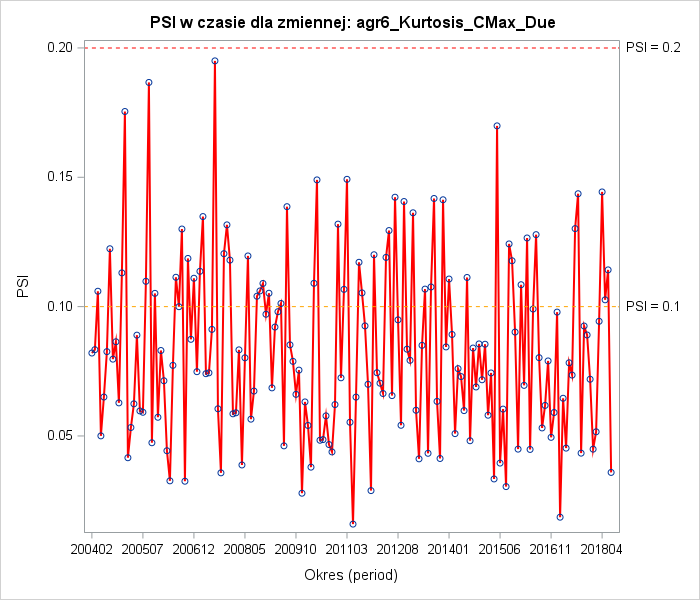 PSI w czasie dla zmiennej: agr6_Kurtosis_CMax_Due
0.20
PSI = 0.2
0.15
PSI
0.10
PSI = 0.1
0.05
200402 200507 200612 200805 200910 201103 201208 201401 201506 201611 201804
Okres (period)